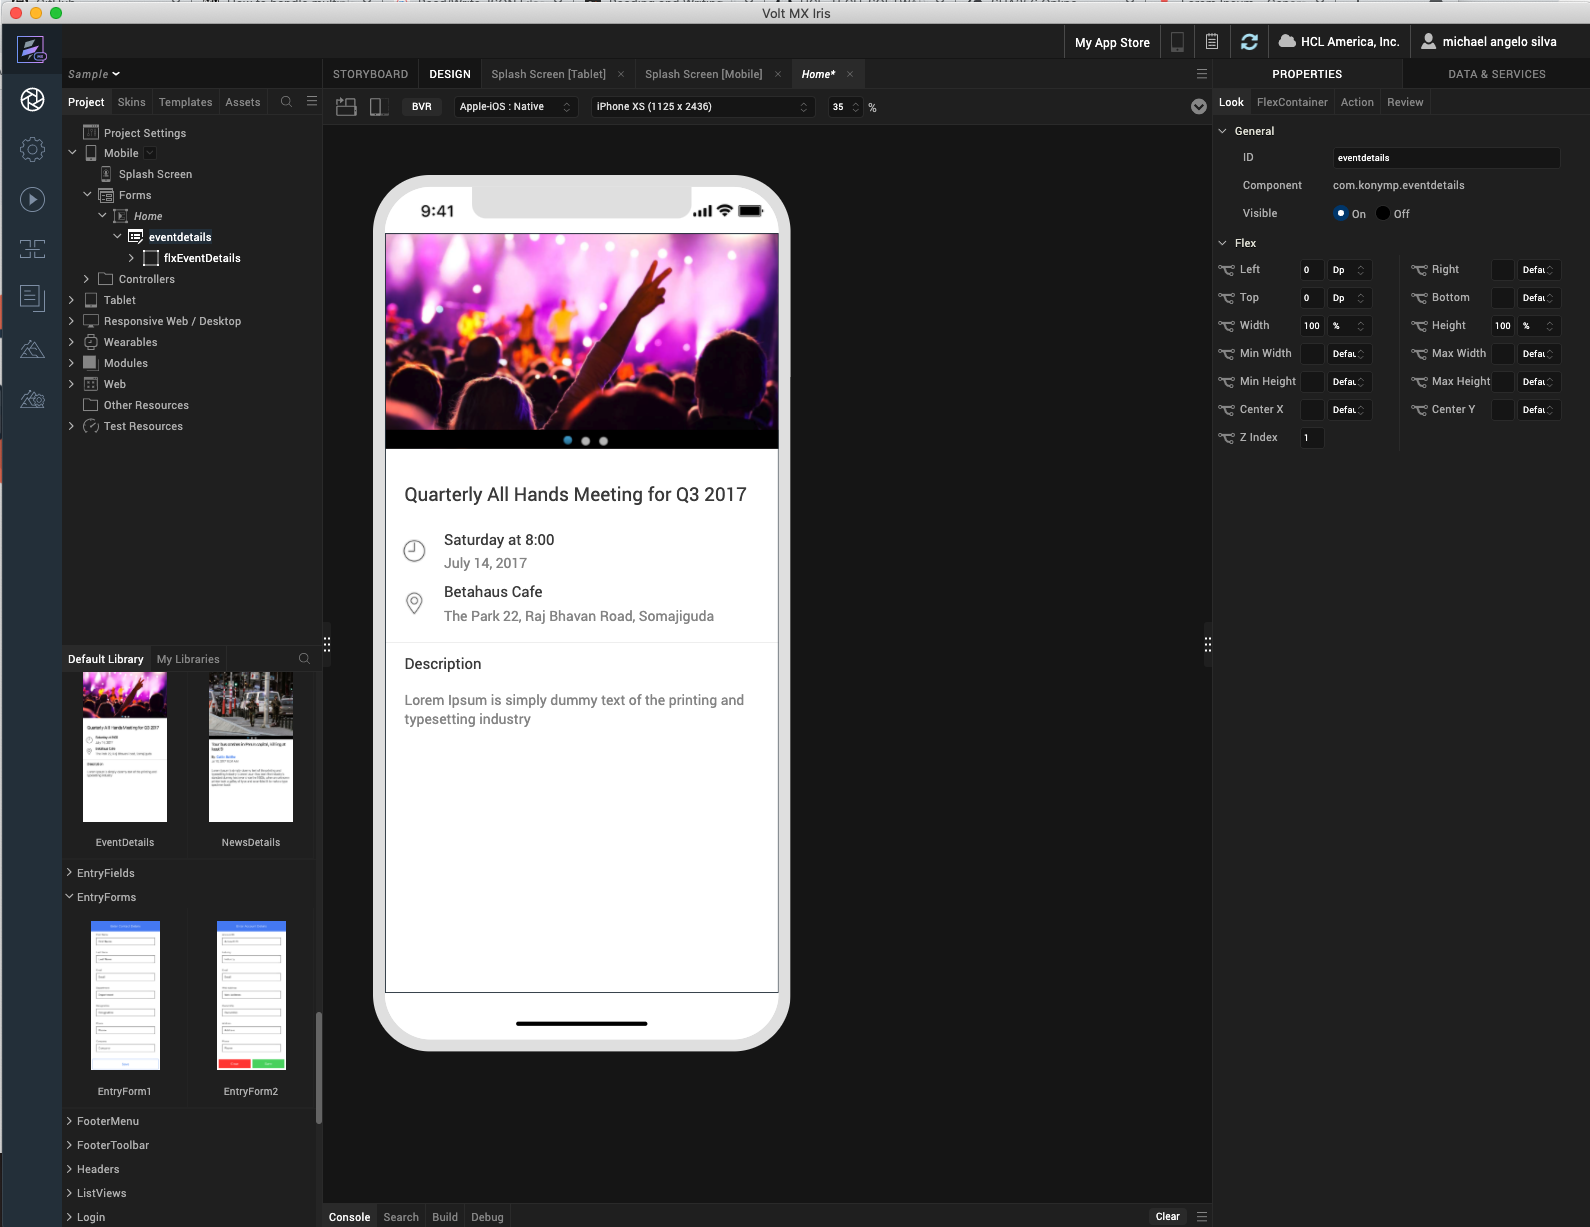 Volt MX Iris
My App Store
HCL America, Inc.
michael angelo silva
Sample
STORYBOARD
DESIGN
Splash Screen [Tablet]
Splash Screen [Mobile]
Home*
PROPERTIES
DATA & SERVICES
Project
Skins
Templates
Assets
BVR
Apple-iOS : Native
iPhone XS (1125 x 2436)
35
%
Look
FlexContainer
Action
Review
Project Settings
Mobile
Splash Screen
Forms
Home
eventdetails
flxEventDetails
Controllers
Tablet
Responsive Web / Desktop
Wearables
Modules
Web
Other Resources
Test Resources
Default Library
My Libraries
Quarterly All Hands Meeting for Q3 2017
EventDetails
NewsDetails
EntryFields
EntryForms
EntryForm1
EntryForm2
FooterMenu
FooterToolbar
Headers
ListViews
Login
9:41
Quarterly All Hands Meeting for Q3 2017
Saturday at 8:00
July 14, 2017
Betahaus Cafe
The Park 22, Raj Bhavan Road, Somajiguda
Description
Lorem Ipsum is simply dummy text of the printing and
typesetting industry
General
ID
eventdetails
Component
com.konymp.eventdetails
Visible
On
Off
Flex
Left
0
Dp
Right
Defau
Top
0
Dp
Bottom
Defau
Width
100
%
Height
100
%
Min Width
Defau
Max Width
Defau
Min Height
Defau
Max Height
Defau
Center X
Defau
Center Y
Defau
Z Index
1
Console
Search
Build
Debug
Clear